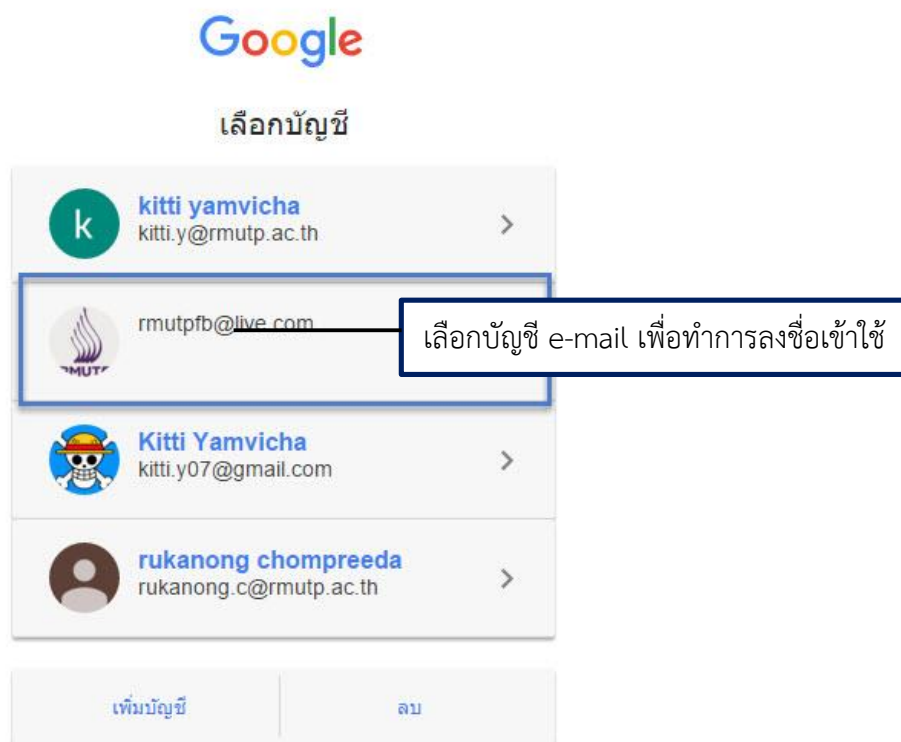 Google
เลือกบัญชี
k
kitti yamvicha
kitti.y@rmutp.ac.th
rmutpfb@live.com
เลือกบัญชี e-mail เพื่อทำการลงชื่อเข้าใช้
RMUTP
Kitti Yamvicha
kitti.y07@gmail.com
rukanong chompreeda
rukanong.c@rmutp.ac.th
เพิ่มบัญชี
ลบ